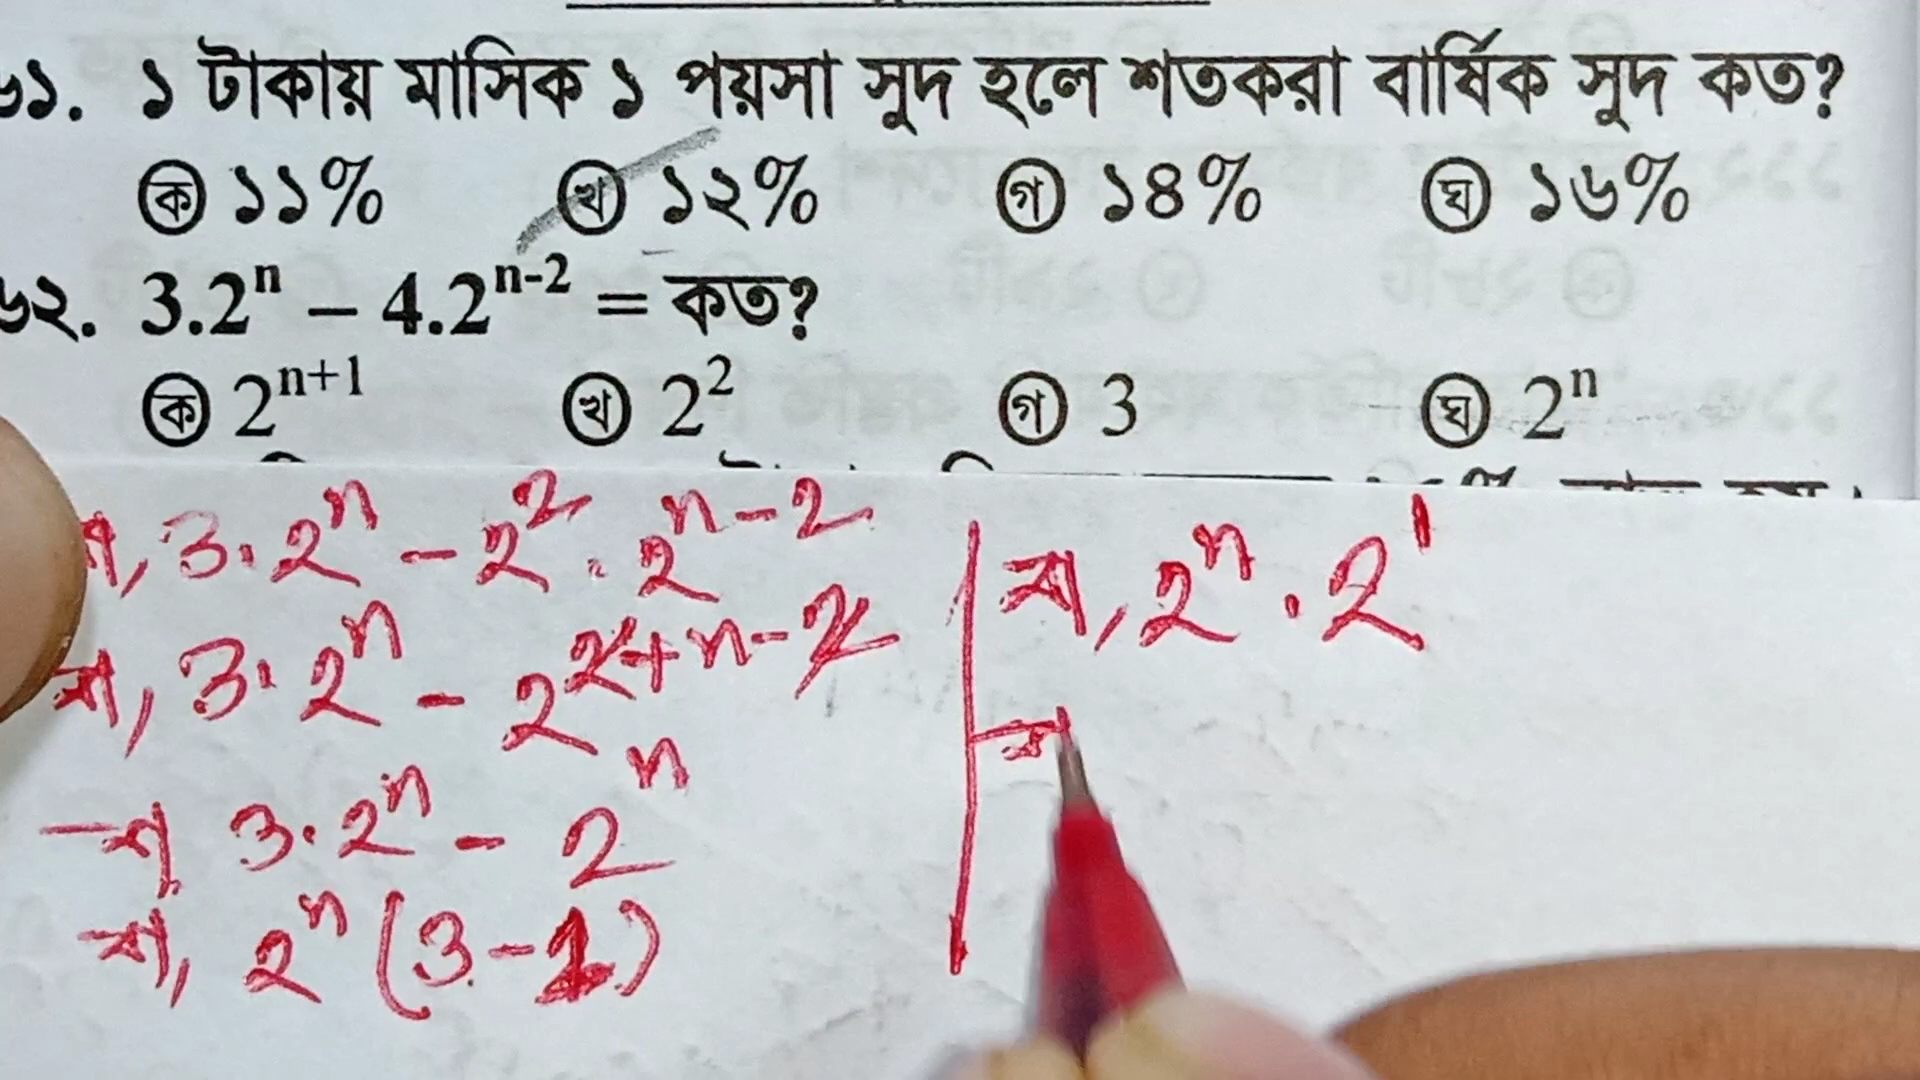 ৬১. ১ টাকায় মাসিক ১ পয়সা সুদ হলে শতকরা বার্ষিক সুদ কত?
ক ১১% খ ১২% গ ১৪% ঘ ১৬%
৬২. 3.2ⁿ – 4.2ⁿ⁻² = কত?
ক 2ⁿ⁺¹ খ 2² গ 3 ঘ 2ⁿ
বা, 3.2ⁿ - 2² . 2ⁿ⁻²
বা, 3.2ⁿ - 2²⁺ⁿ⁻²
বা, 3.2ⁿ - 2ⁿ
বা, 2ⁿ (3-1)
বা, 2ⁿ . 2¹
বা